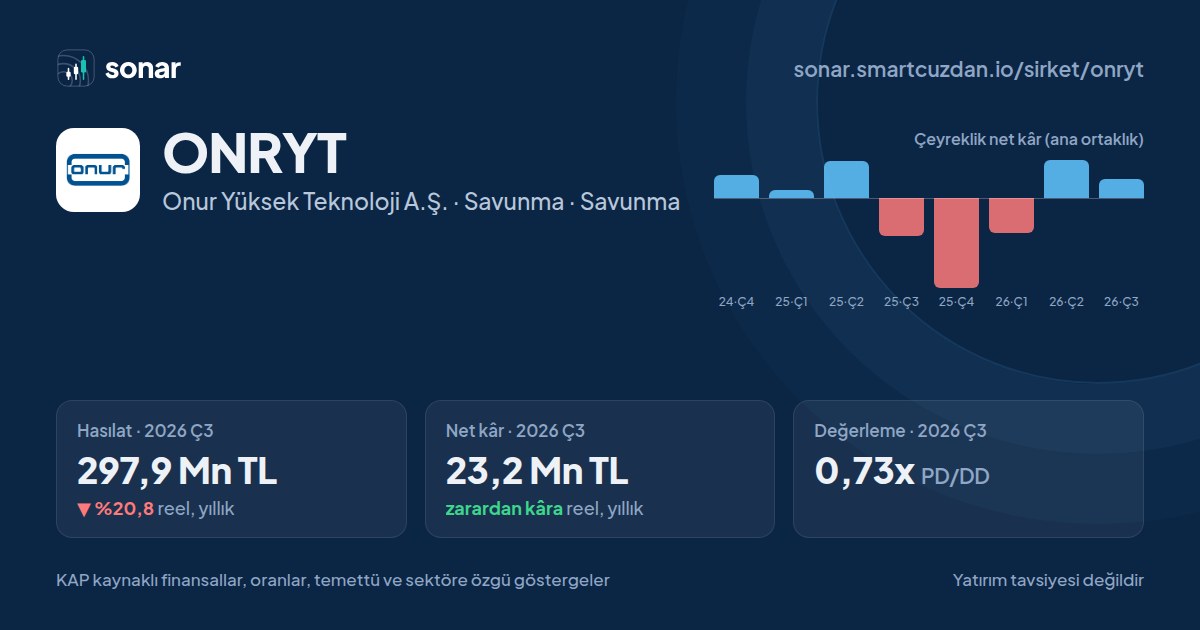 sonar
sonar.smartcuzdan.io/sirket/onryt
onur
ONRYT
Onur Yüksek Teknoloji A.Ş. · Savunma · Savunma
Çeyreklik net kâr (ana ortaklık)
24·Ç4 25·Ç1 25·Ç2 25·Ç3 25·Ç4 26·Ç1 26·Ç2 26·Ç3
Hasılat · 2026 Ç3
297,9 Mn TL
▼ %20,8 reel, yıllık
Net kâr · 2026 Ç3
23,2 Mn TL
zarardan kâra reel, yıllık
Değerleme · 2026 Ç3
0,73x PD/DD
KAP kaynaklı finansallar, oranlar, temettü ve sektöre özgü göstergeler
Yatırım tavsiyesi değildir